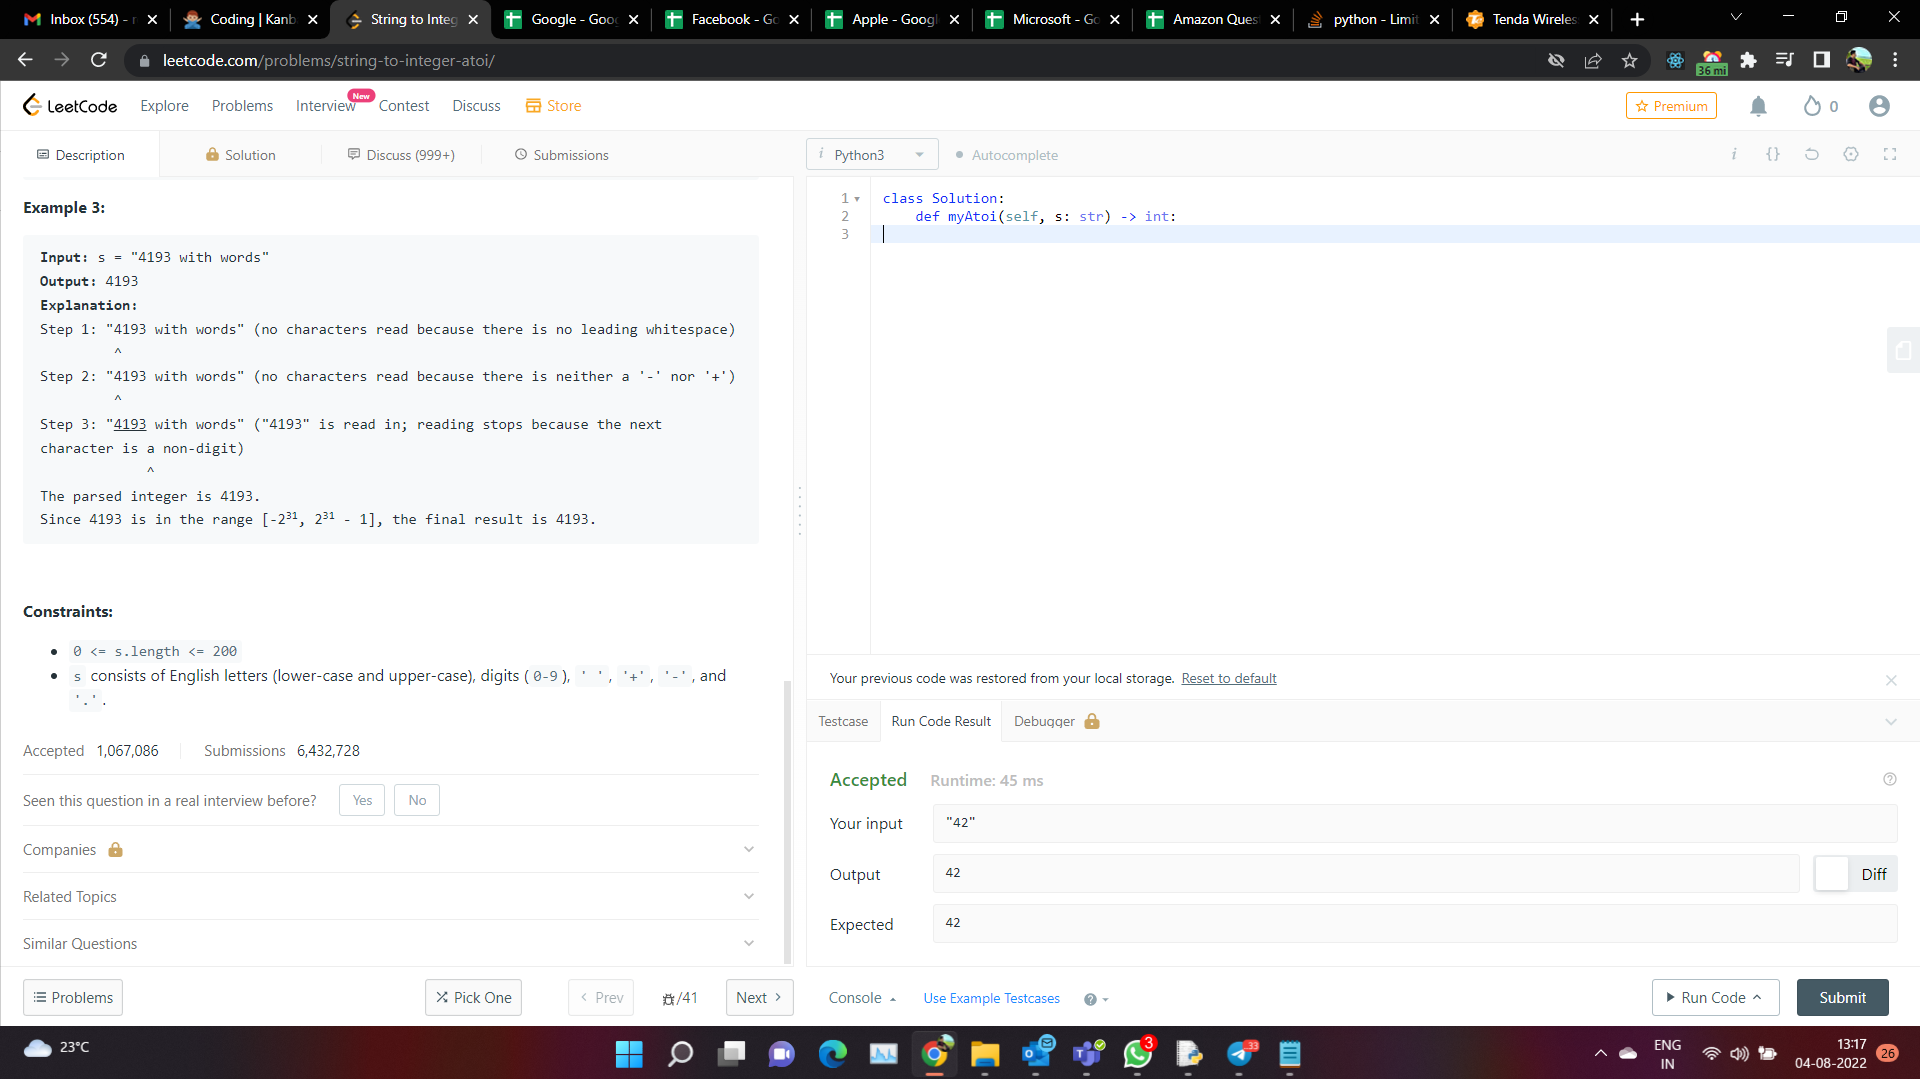 Inbox (554) - r
Coding | Kanb
String to Integ
Google - Goog
Facebook - Go
Apple - Googl
Microsoft - Go
Amazon Ques
python - Limit
Tenda Wireles
leetcode.com/problems/string-to-integer-atoi/
36 mi
LeetCode Explore Problems Interview New Contest Discuss Store
Premium 0
Description Solution Discuss (999+) Submissions
i Python3 Autocomplete i {}
Example 3:
Input: s = "4193 with words"
Output: 4193
Explanation:
Step 1: "4193 with words" (no characters read because there is no leading whitespace)
^
Step 2: "4193 with words" (no characters read because there is neither a '-' nor '+')
^
Step 3: "4193 with words" ("4193" is read in; reading stops because the next
character is a non-digit)
^
The parsed integer is 4193.
Since 4193 is in the range [-2³¹, 2³¹ - 1], the final result is 4193.
Constraints:
0 <= s.length <= 200
s consists of English letters (lower-case and upper-case), digits (0-9), ' ', '+', '-', and
'.'.
Accepted 1,067,086 Submissions 6,432,728
Seen this question in a real interview before? Yes No
Companies
Related Topics
Similar Questions
Problems Pick One Prev /41 Next
1 class Solution:
2 def myAtoi(self, s: str) -> int:
3
Your previous code was restored from your local storage. Reset to default
Testcase Run Code Result Debugger
Accepted Runtime: 45 ms
Your input "42"
Output 42 Diff
Expected 42
Console Use Example Testcases Run Code Submit
23°C
3
33
ENG
IN
13:17
04-08-2022
26